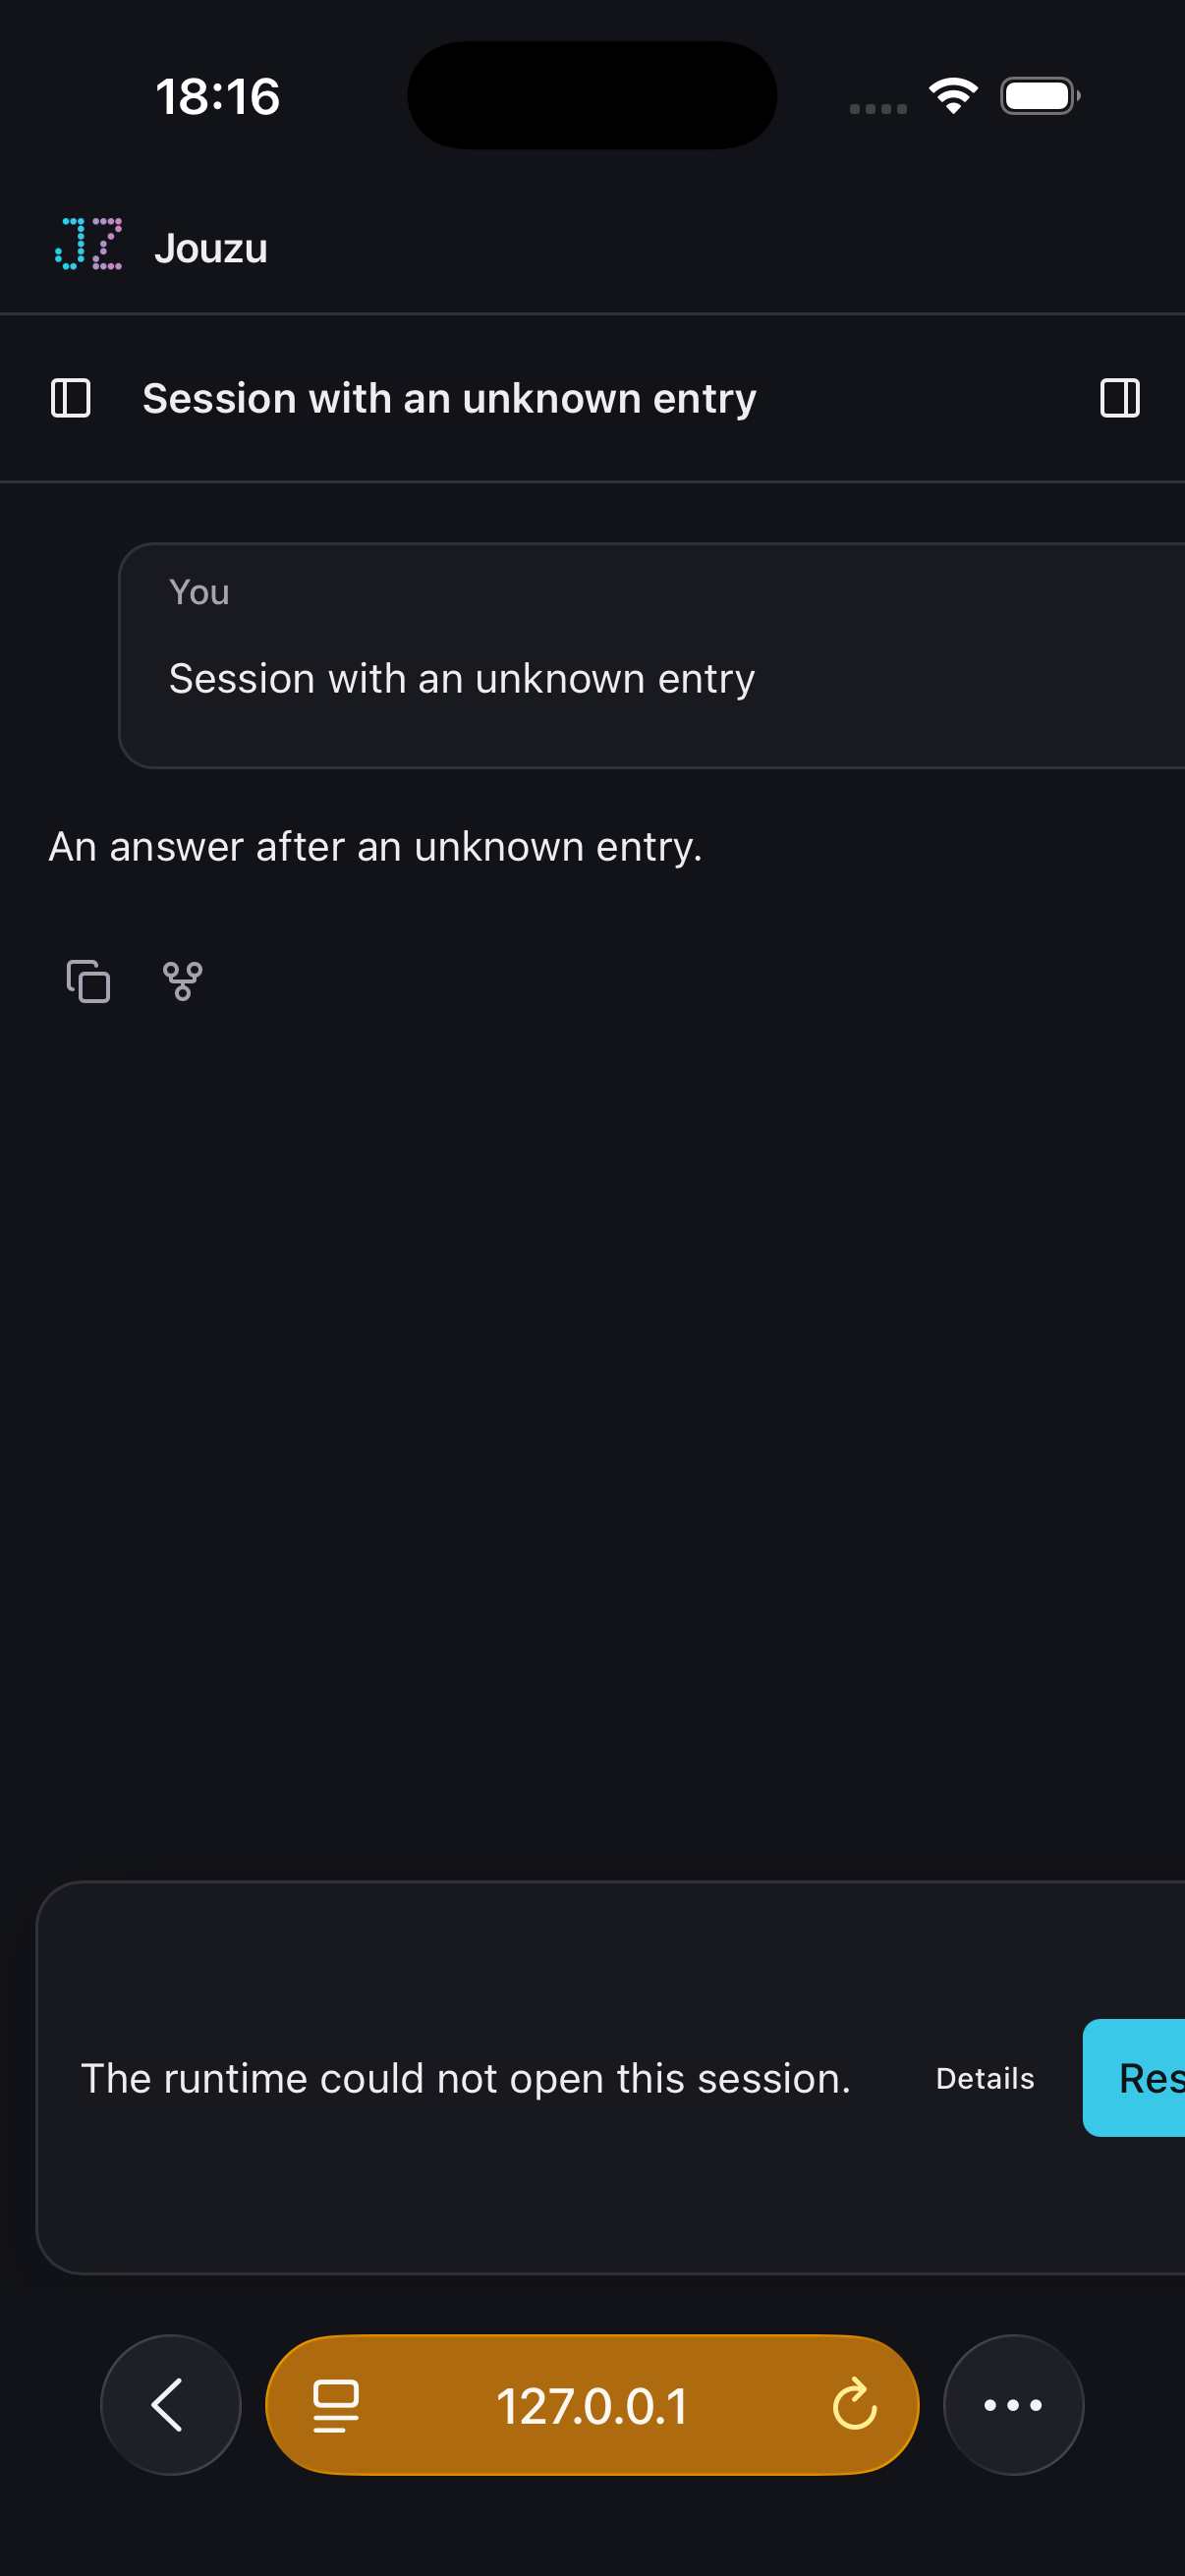 18:16
JZ Jouzu
Session with an unknown entry
You
Session with an unknown entry
An answer after an unknown entry.
The runtime could not open this session. Details Res
127.0.0.1